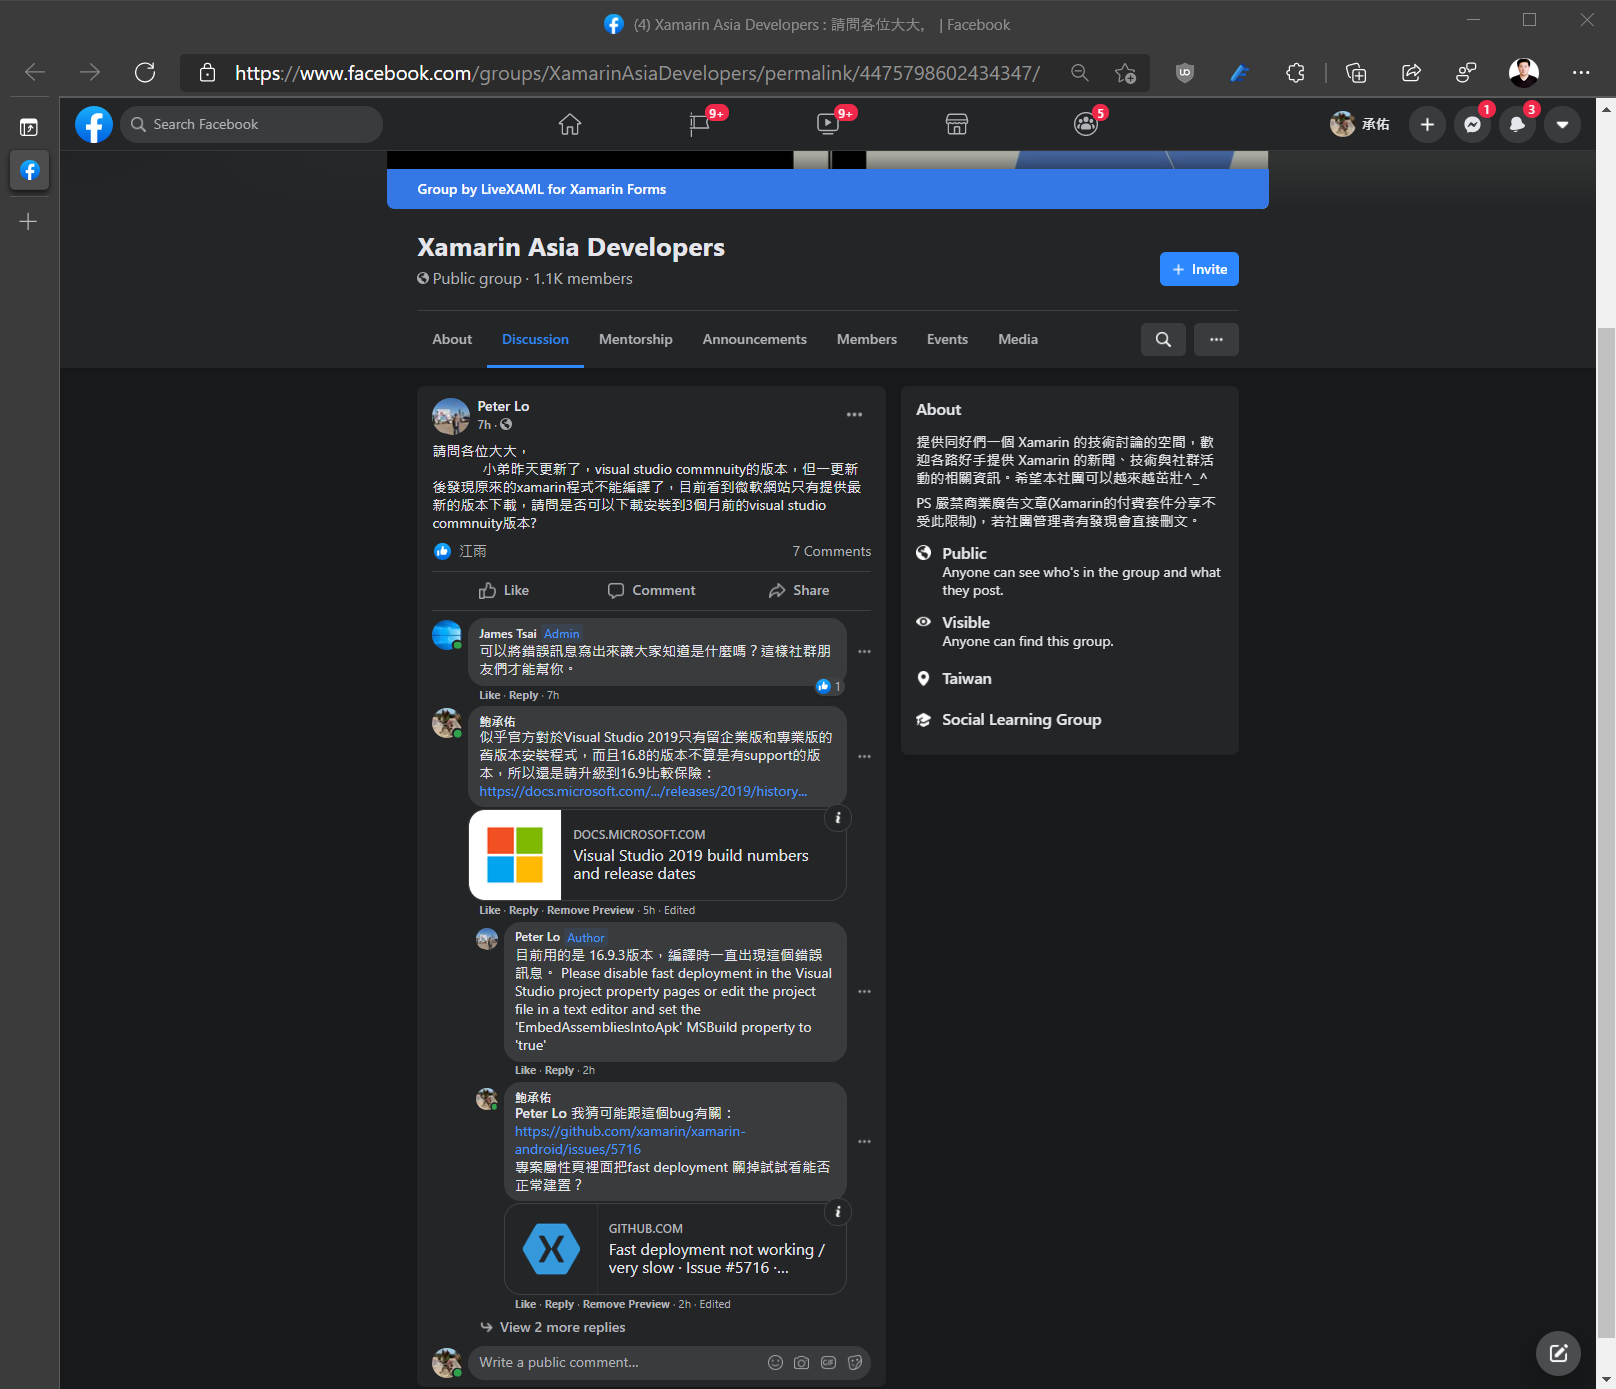 (4) Xamarin Asia Developers : 請問各位大大， | Facebook
https://www.facebook.com/groups/XamarinAsiaDevelopers/permalink/4475798602434347/
Search Facebook
9+
9+
5
承佑
1
3
Group by LiveXAML for Xamarin Forms
Xamarin Asia Developers
Public group · 1.1K members
+ Invite
About
Discussion
Mentorship
Announcements
Members
Events
Media
Peter Lo
7h ·
請問各位大大，
小弟昨天更新了，visual studio commnuity的版本，但一更新
後發現原來的xamarin程式不能編譯了，目前看到微軟網站只有提供最
新的版本下載，請問是否可以下載安裝到3個月前的visual studio
commnuity版本?
江雨
7 Comments
Like
Comment
Share
James Tsai Admin
可以將錯誤訊息寫出來讓大家知道是什麼嗎？這樣社群朋
友們才能幫你。
1
Like · Reply · 7h
鮑承佑
似乎官方對於Visual Studio 2019只有留企業版和專業版的
舊版本安裝程式，而且16.8的版本不算是有support的版
本，所以還是請升級到16.9比較保險：
https://docs.microsoft.com/.../releases/2019/history...
DOCS.MICROSOFT.COM
Visual Studio 2019 build numbers
and release dates
Like · Reply · Remove Preview · 5h · Edited
Peter Lo Author
目前用的是 16.9.3版本，編譯時一直出現這個錯誤
訊息。 Please disable fast deployment in the Visual
Studio project property pages or edit the project
file in a text editor and set the
'EmbedAssembliesIntoApk' MSBuild property to
'true'
Like · Reply · 2h
鮑承佑
Peter Lo 我猜可能跟這個bug有關：
https://github.com/xamarin/xamarin-
android/issues/5716
專案屬性頁裡面把fast deployment 關掉試試看能否
正常建置？
GITHUB.COM
Fast deployment not working /
very slow · Issue #5716 ·...
Like · Reply · Remove Preview · 2h · Edited
View 2 more replies
Write a public comment...
GIF
About
提供同好們一個 Xamarin 的技術討論的空間，歡
迎各路好手提供 Xamarin 的新聞、技術與社群活
動的相關資訊。希望本社團可以越來越茁壯^_^
PS 嚴禁商業廣告文章(Xamarin的付費套件分享不
受此限制)，若社團管理者有發現會直接刪文。
Public
Anyone can see who's in the group and what
they post.
Visible
Anyone can find this group.
Taiwan
Social Learning Group